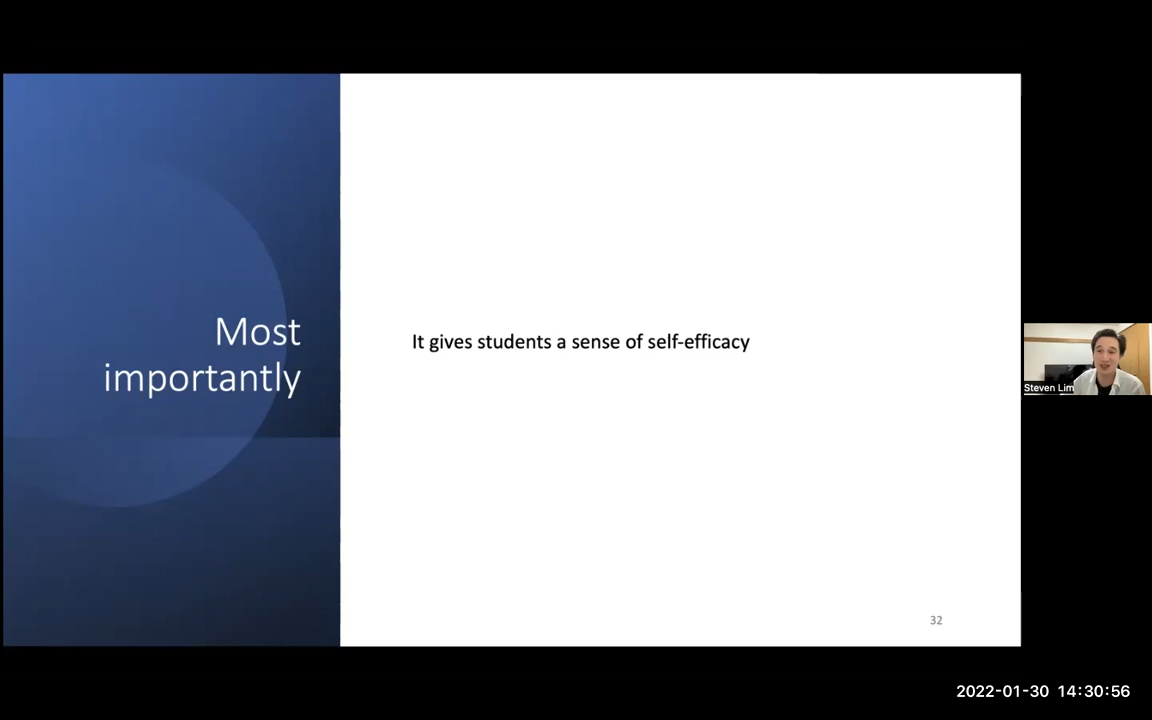 Most
importantly
It gives students a sense of self-efficacy
32
Steven Lim
2022-01-30 14:30:56